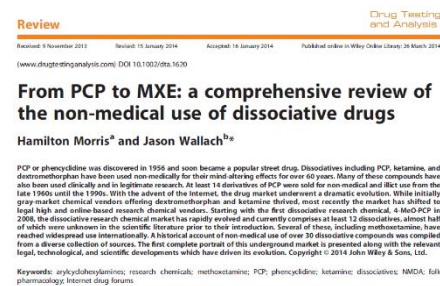 Review
Drug Testing
and Analysis
Received: 9 November 2013 Revised: 15 January 2014 Accepted: 16 January 2014 Published online in Wiley Online Library: 26 March 2014
(www.drugtestinganalysis.com) DOI 10.1002/dta.1620
From PCP to MXE: a comprehensive review of
the non-medical use of dissociative drugs
Hamilton Morrisᵃ and Jason Wallachᵇ*
PCP or phencyclidine was discovered in 1956 and soon became a popular street drug. Dissociatives including PCP, ketamine, and
dextromethorphan have been used non-medically for their mind-altering effects for over 60 years. Many of these compounds have
also been used clinically and in legitimate research. At least 14 derivatives of PCP were sold for non-medical and illicit use from the
late 1960s until the 1990s. With the advent of the Internet, the drug market underwent a dramatic evolution. While initially
gray-market chemical vendors offering dextromethorphan and ketamine thrived, most recently the market has shifted to
legal high and online-based research chemical vendors. Starting with the first dissociative research chemical, 4-MeO-PCP in
2008, the dissociative research chemical market has rapidly evolved and currently comprises at least 12 dissociatives, almost half
of which were unknown in the scientific literature prior to their introduction. Several of these, including methoxetamine, have
reached widespread use internationally. A historical account of non-medical use of over 30 dissociative compounds was compiled
from a diverse collection of sources. The first complete portrait of this underground market is presented along with the relevant
legal, technological, and scientific developments which have driven its evolution. Copyright © 2014 John Wiley & Sons, Ltd.
Keywords: arylcyclohexylamines; research chemicals; methoxetamine; PCP; phencyclidine; ketamine; dissociatives; NMDA; fol
pharmacology; Internet drug forums